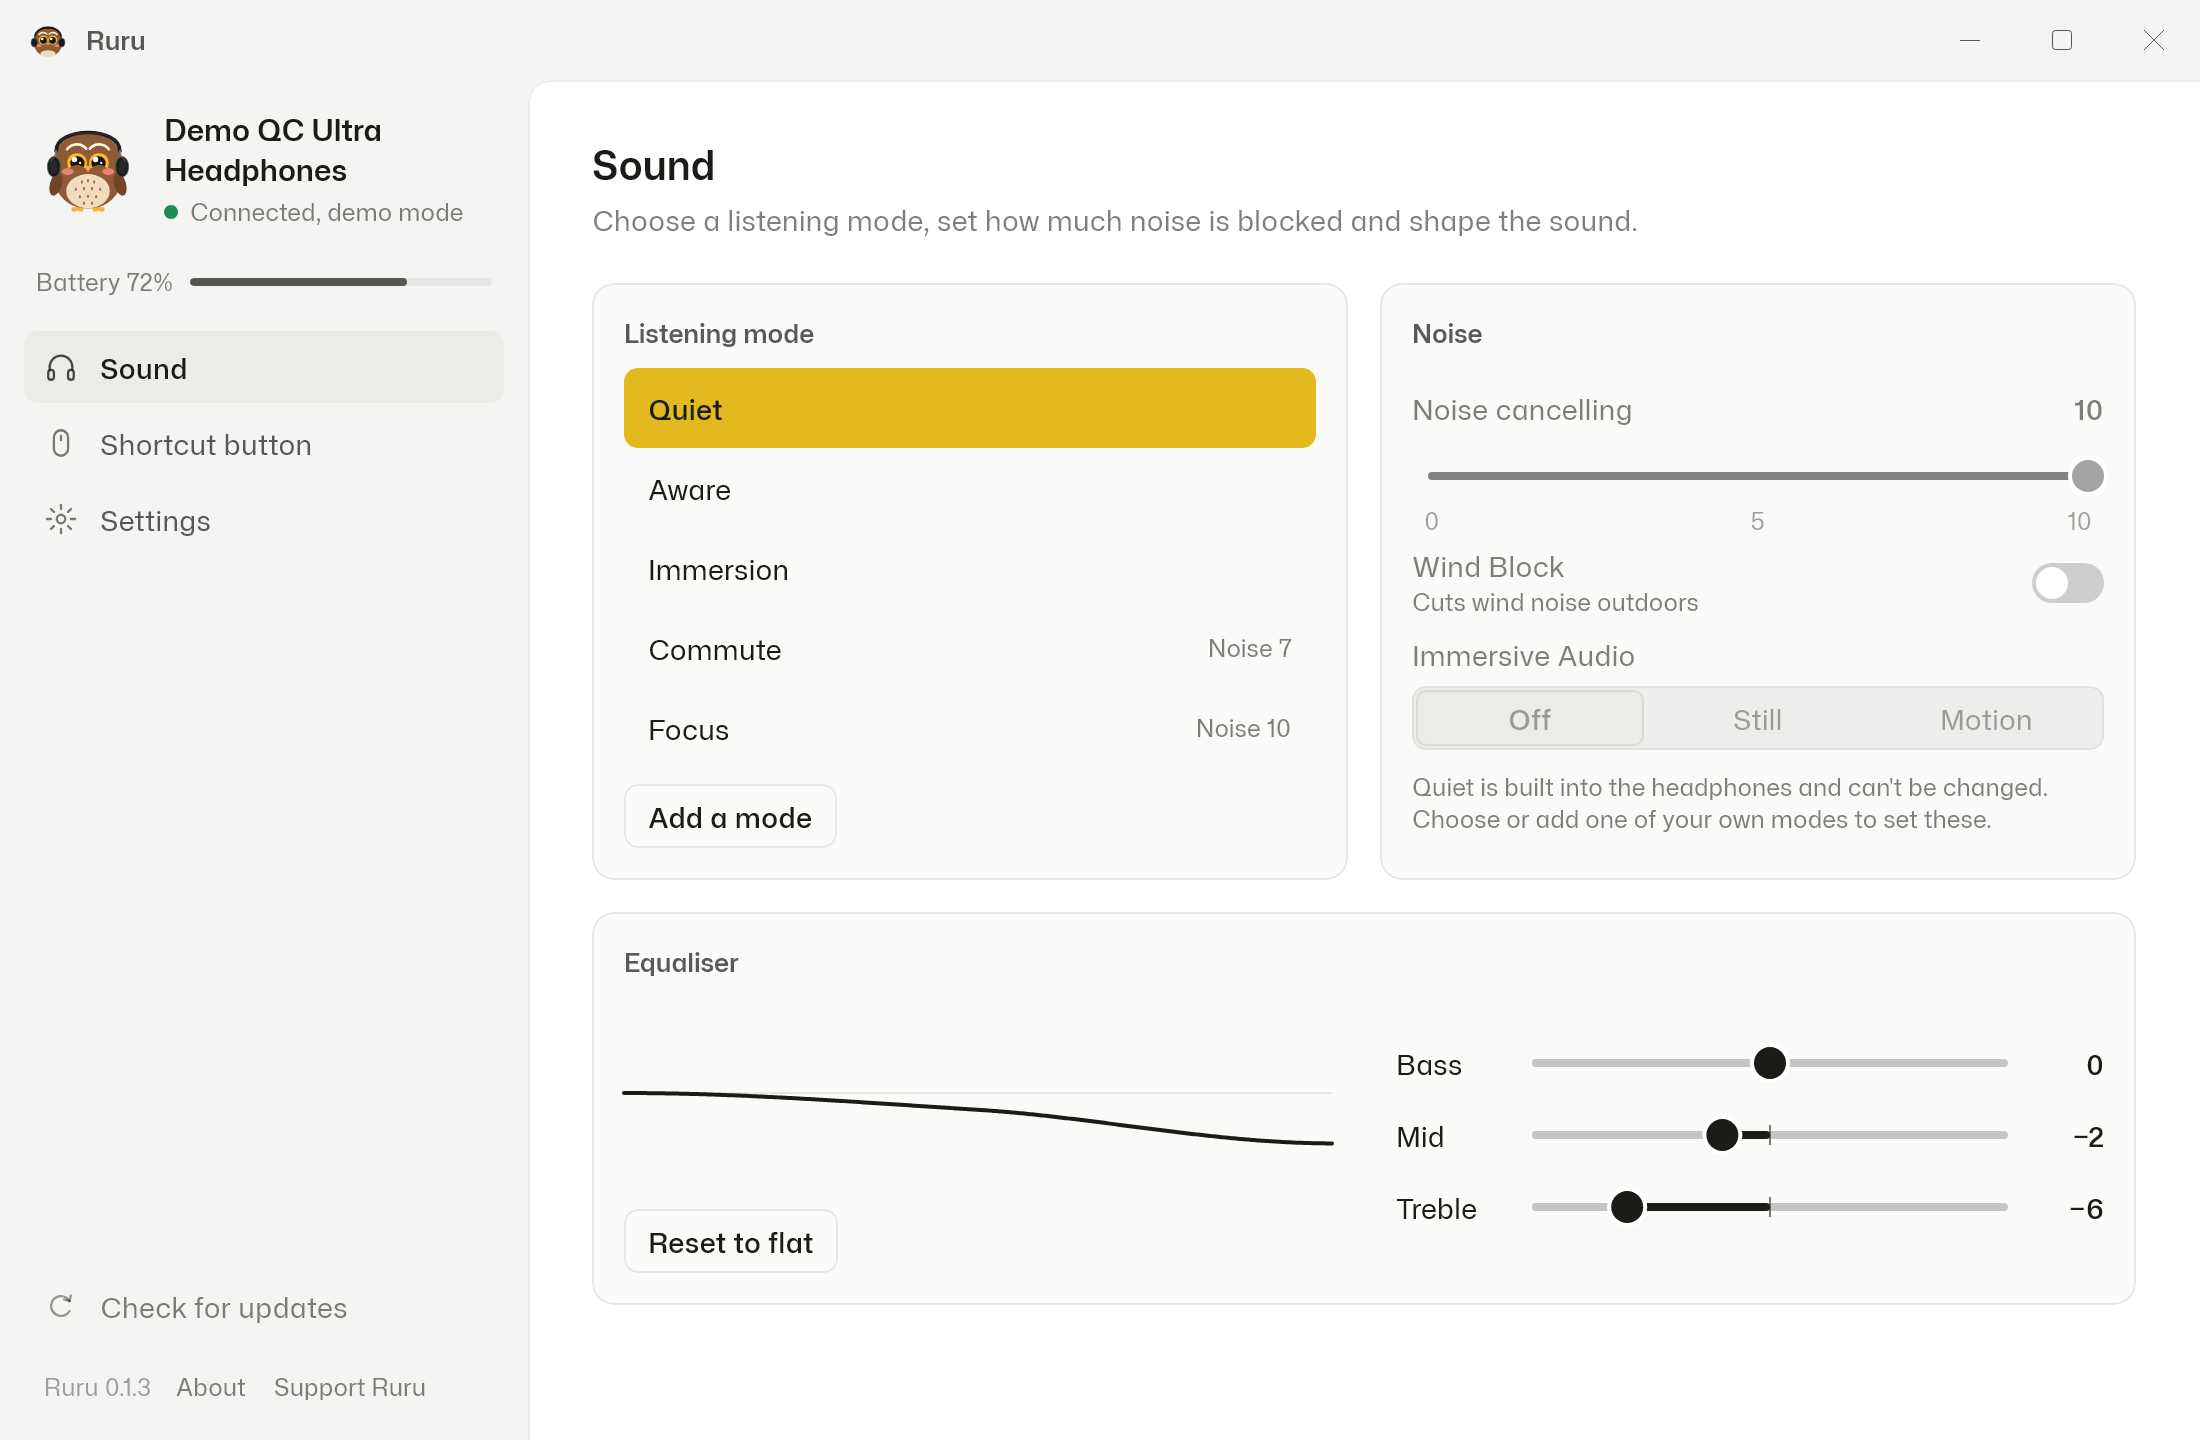 Ruru
Demo QC Ultra
Headphones
Connected, demo mode
Battery 72%
Sound
Shortcut button
Settings
Check for updates
Ruru 0.1.3 About Support Ruru
Sound
Choose a listening mode, set how much noise is blocked and shape the sound.
Listening mode
Quiet
Aware
Immersion
Commute Noise 7
Focus Noise 10
Add a mode
Noise
Noise cancelling 10
0 5 10
Wind Block
Cuts wind noise outdoors
Immersive Audio
Off Still Motion
Quiet is built into the headphones and can't be changed.
Choose or add one of your own modes to set these.
Equaliser
Bass 0
Mid −2
Treble −6
Reset to flat